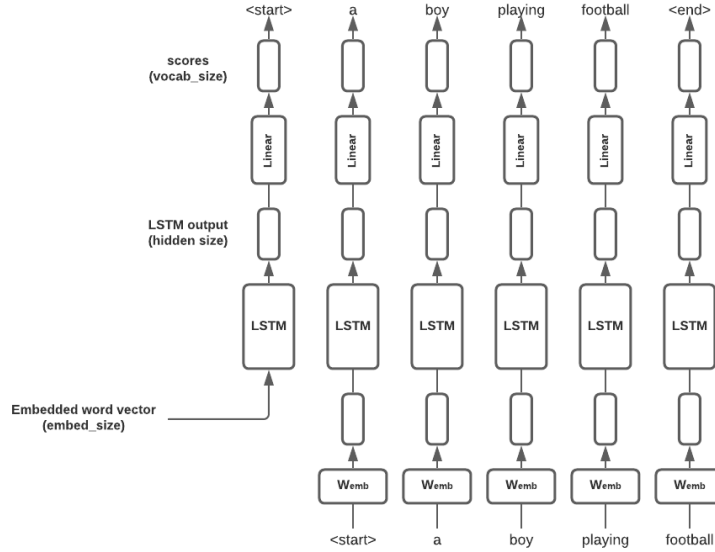 <start> a boy playing football <end>
scores
(vocab_size)
Linear Linear Linear Linear Linear Linear
LSTM output
(hidden size)
LSTM LSTM LSTM LSTM LSTM LSTM
Embedded word vector
(embed_size)
Wemb Wemb Wemb Wemb Wemb
<start> a boy playing football